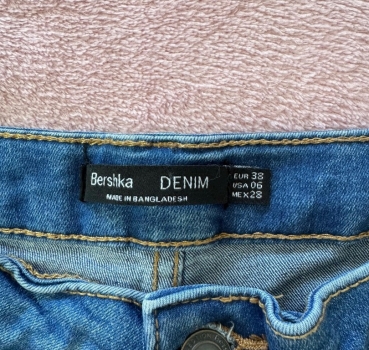 Bershka DENIM
MADE IN BANGLADESH
EUR 38
USA 06
MEX 28